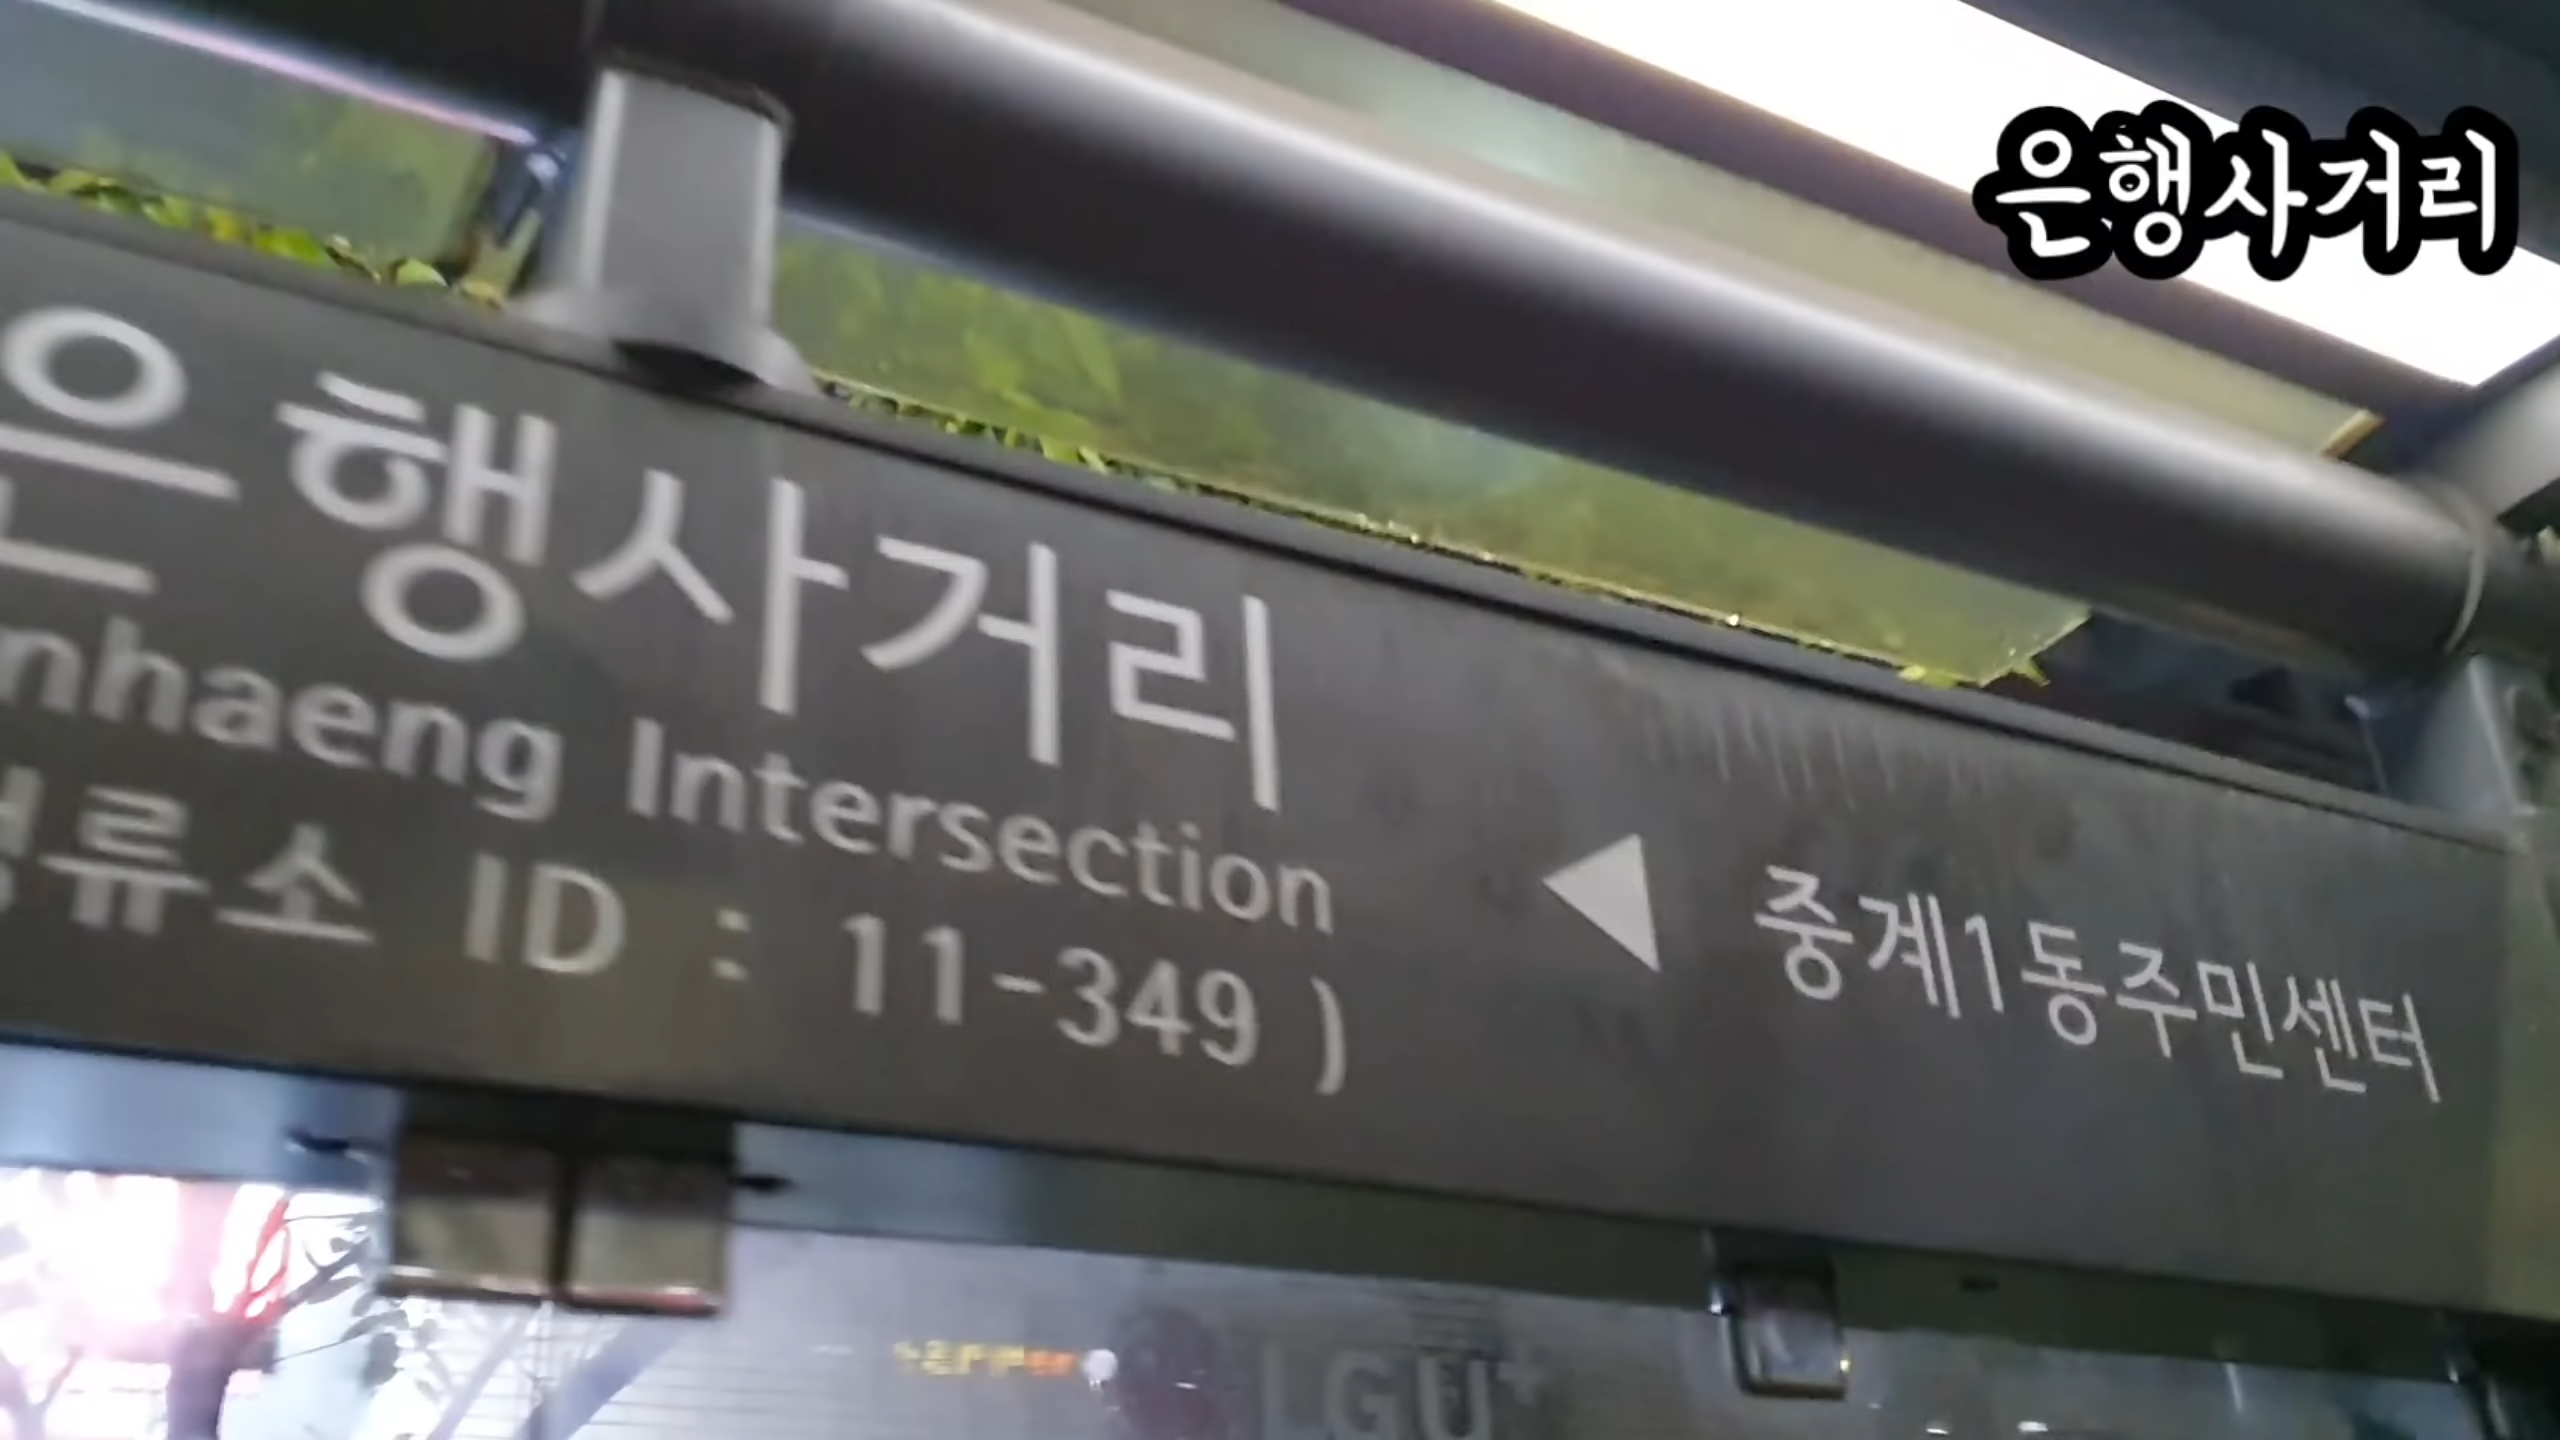 은행사거리
은행사거리
nhaeng Intersection
류소 ID : 11-349 )
◀ 중계1동주민센터
LGU+